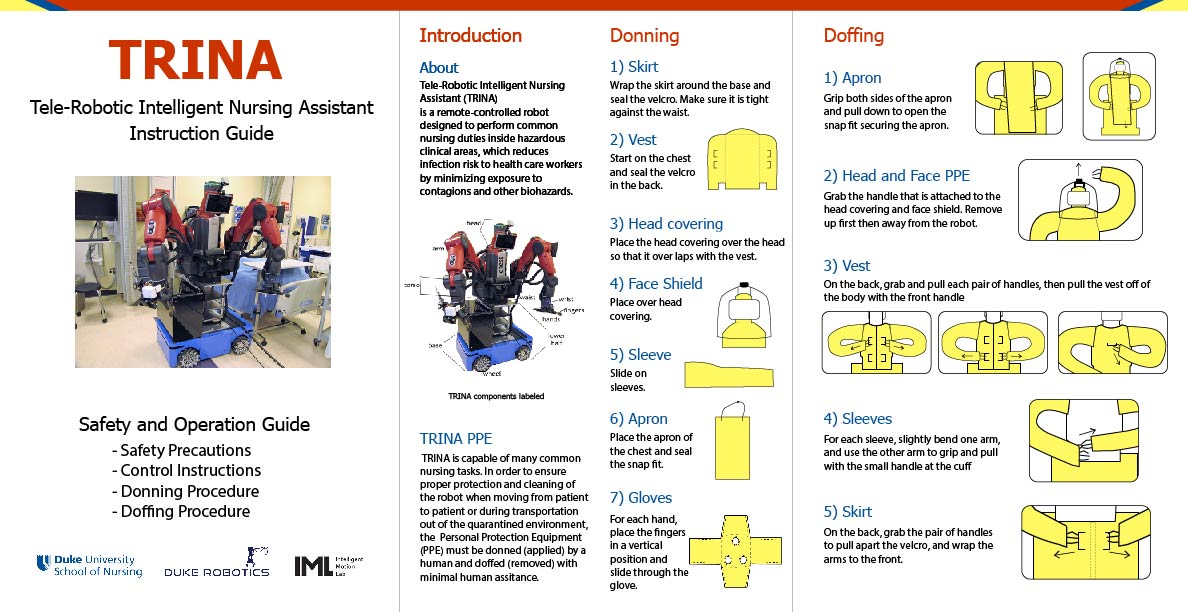 TRINA
Tele-Robotic Intelligent Nursing Assistant
Instruction Guide
Safety and Operation Guide
- Safety Precautions
- Control Instructions
- Donning Procedure
- Doffing Procedure
Duke University
School of Nursing
DUKE ROBOTICS
IML
Intelligent
Motion
Lab
Introduction
About
Tele-Robotic Intelligent Nursing
Assistant (TRINA)
is a remote-controlled robot
designed to perform common
nursing duties inside hazardous
clinical areas, which reduces
infection risk to health care workers
by minimizing exposure to
contagions and other biohazards.
head
arm
torso
waist
wrist
fingers
hands
lower
half
base
wheel
TRINA components labeled
TRINA PPE
TRINA is capable of many common
nursing tasks. In order to ensure
proper protection and cleaning of
the robot when moving from patient
to patient or during transportation
out of the quarantined environment,
the Personal Protection Equipment
(PPE) must be donned (applied) by a
human and doffed (removed) with
minimal human assitance.
Donning
1) Skirt
Wrap the skirt around the base and
seal the velcro. Make sure it is tight
against the waist.
2) Vest
Start on the chest
and seal the velcro
in the back.
3) Head covering
Place the head covering over the head
so that it over laps with the vest.
4) Face Shield
Place over head
covering.
5) Sleeve
Slide on
sleeves.
6) Apron
Place the apron of
the chest and seal
the snap fit.
7) Gloves
For each hand,
place the fingers
in a vertical
position and
slide through the
glove.
Doffing
1) Apron
Grip both sides of the apron
and pull down to open the
snap fit securing the apron.
2) Head and Face PPE
Grab the handle that is attached to the
head covering and face shield. Remove
up first then away from the robot.
3) Vest
On the back, grab and pull each pair of handles, then pull the vest off of
the body with the front handle
4) Sleeves
For each sleeve, slightly bend one arm,
and use the other arm to grip and pull
with the small handle at the cuff
5) Skirt
On the back, grab the pair of handles
to pull apart the velcro, and wrap the
arms to the front.